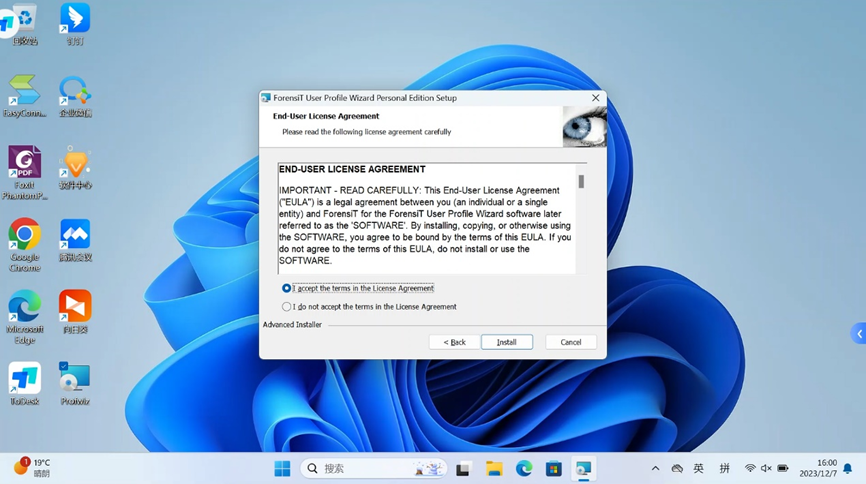 回收站
钉钉
EasyConn...
企业微信
Foxit
PhantomP...
软件中心
Google
Chrome
腾讯会议
Microsoft
Edge
向日葵
ToDesk
Profwiz
ForensiT User Profile Wizard Personal Edition Setup
End-User License Agreement
Please read the following license agreement carefully
END-USER LICENSE AGREEMENT
IMPORTANT - READ CAREFULLY: This End-User License Agreement
("EULA") is a legal agreement between you (an individual or a single
entity) and ForensiT for the ForensiT User Profile Wizard software later
referred to as the 'SOFTWARE'. By installing, copying, or otherwise using
the SOFTWARE, you agree to be bound by the terms of this EULA. If you
do not agree to the terms of this EULA, do not install or use the
SOFTWARE.
I accept the terms in the License Agreement
I do not accept the terms in the License Agreement
Advanced Installer
< Back
Install
Cancel
1
19°C
晴朗
搜索
英
拼
16:00
2023/12/7